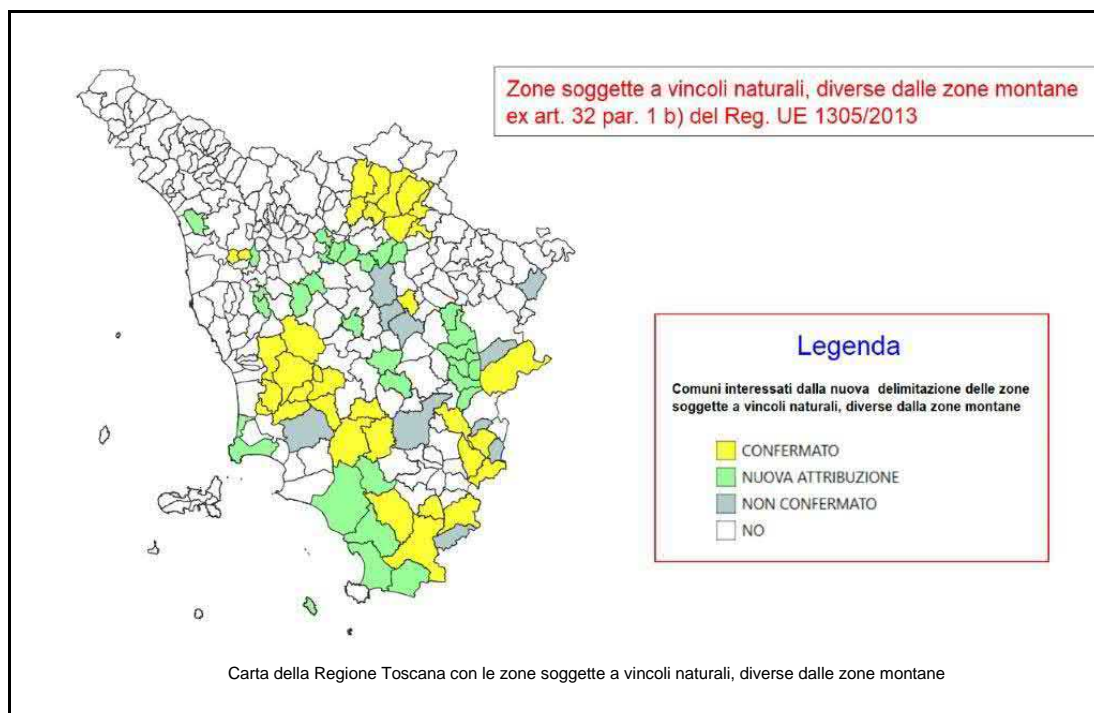 Zone soggette a vincoli naturali, diverse dalle zone montane
ex art. 32 par. 1 b) del Reg. UE 1305/2013
Legenda
Comuni interessati dalla nuova delimitazione delle zone
soggette a vincoli naturali, diverse dalla zone montane
CONFERMATO
NUOVA ATTRIBUZIONE
NON CONFERMATO
NO
Carta della Regione Toscana con le zone soggette a vincoli naturali, diverse dalle zone montane